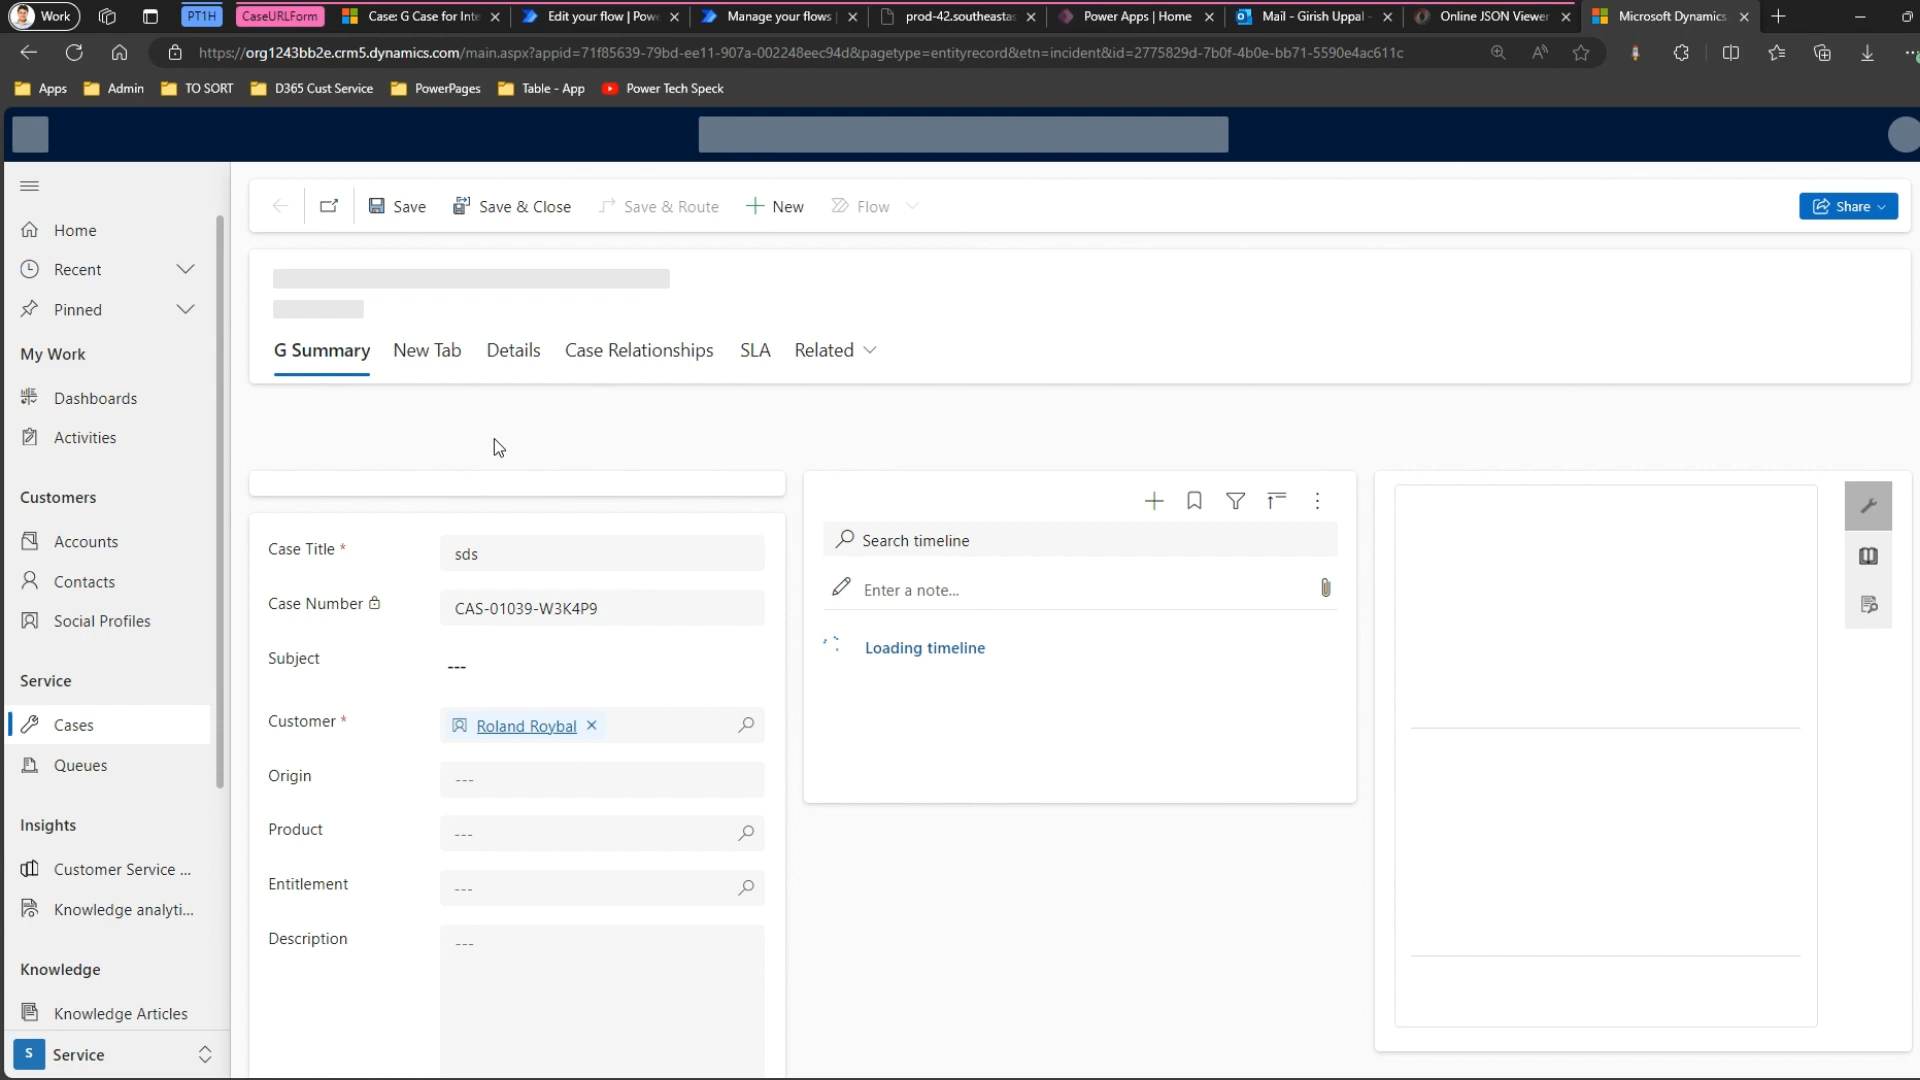 Work
PT1H
CaseURLForm
Case: G Case for Inte
Edit your flow | Powe
Manage your flows
prod-42.southeastas
Power Apps | Home
Mail - Girish Uppal -
Online JSON Viewer
Microsoft Dynamics
https://org1243bb2e.crm5.dynamics.com/main.aspx?appid=71f85639-79bd-ee11-907a-002248eec94d&pagetype=entityrecord&etn=incident&id=2775829d-7b0f-4b0e-bb71-5590e4ac611c
Apps
Admin
TO SORT
D365 Cust Service
PowerPages
Table - App
Power Tech Speck
Save
Save & Close
Save & Route
New
Flow
Share
Home
Recent
Pinned
My Work
Dashboards
Activities
Customers
Accounts
Contacts
Social Profiles
Service
Cases
Queues
Insights
Customer Service ...
Knowledge analyti...
Knowledge
Knowledge Articles
S Service
G Summary
New Tab
Details
Case Relationships
SLA
Related
Case Title * sds
Case Number CAS-01039-W3K4P9
Subject ---
Customer * Roland Roybal
Origin ---
Product ---
Entitlement ---
Description ---
Search timeline
Enter a note...
Loading timeline